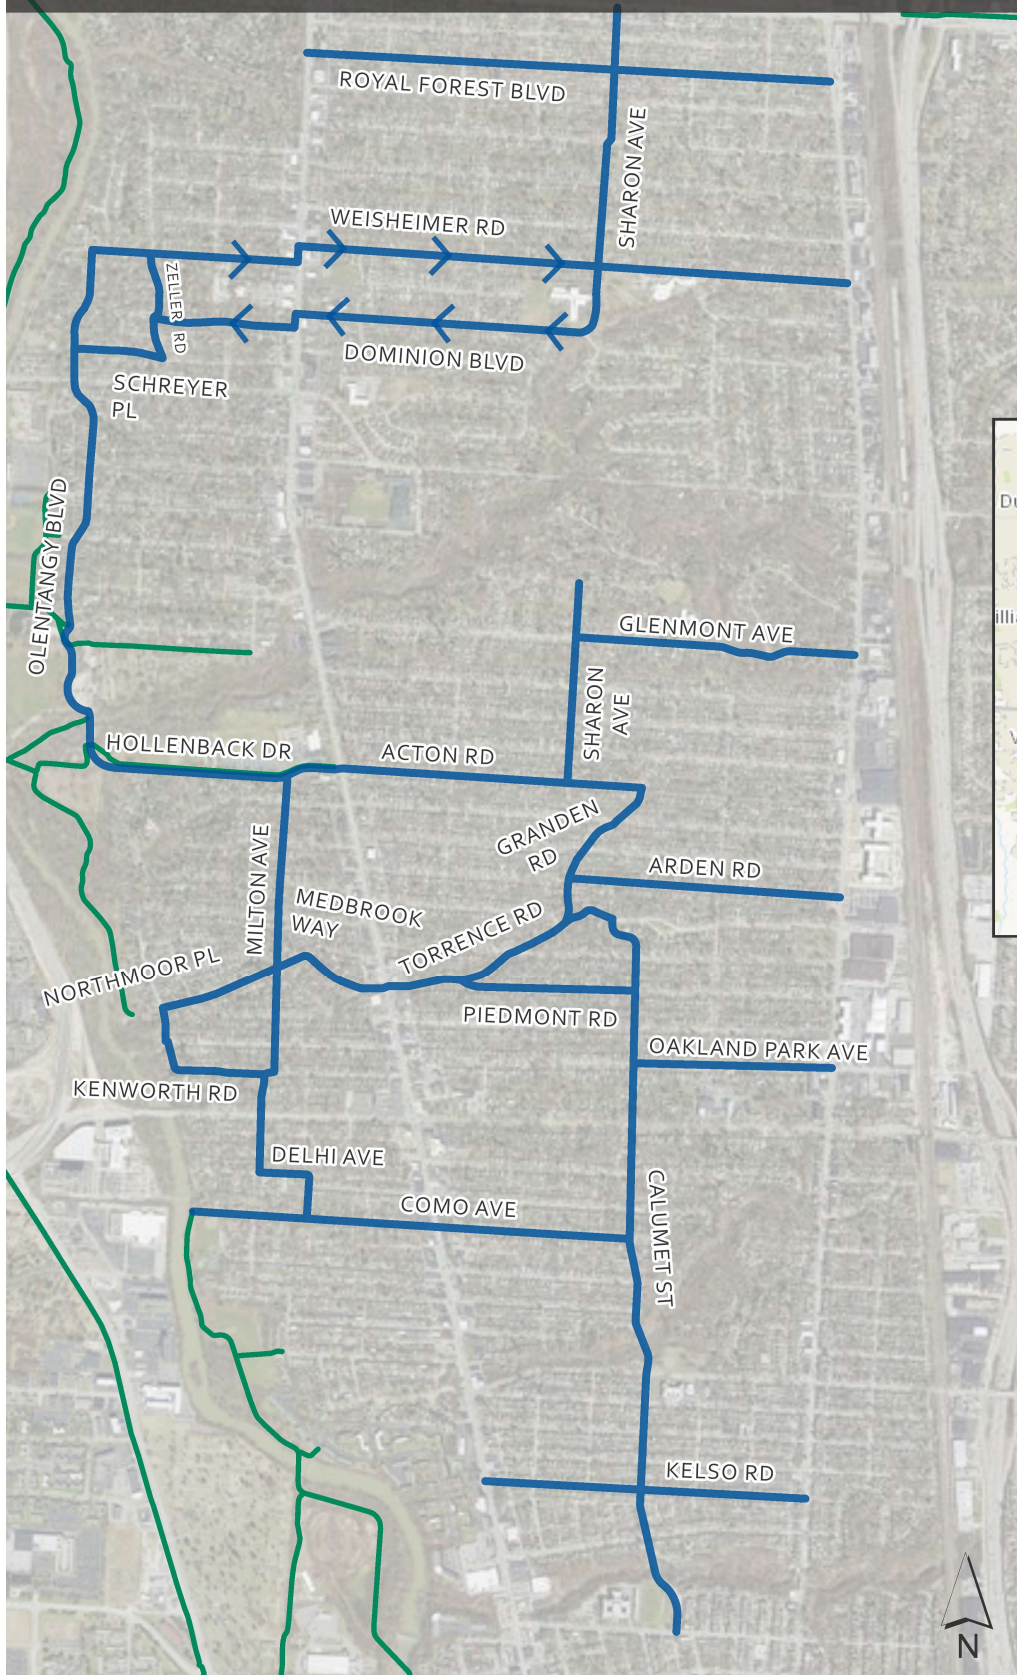 ROYAL FOREST BLVD
SHARON AVE
WEISHEIMER RD
ZELLER RD
DOMINION BLVD
SCHREYER
PL
OLENTANGY BLVD
GLENMONT AVE
SHARON
AVE
HOLLENBACK DR
ACTON RD
GRANDEN
RD
ARDEN RD
MILTON AVE
MEDBROOK
WAY
TORRENCE RD
NORTHMOOR PL
PIEDMONT RD
OAKLAND PARK AVE
KENWORTH RD
DELHI AVE
COMO AVE
CALUMET ST
KELSO RD
N